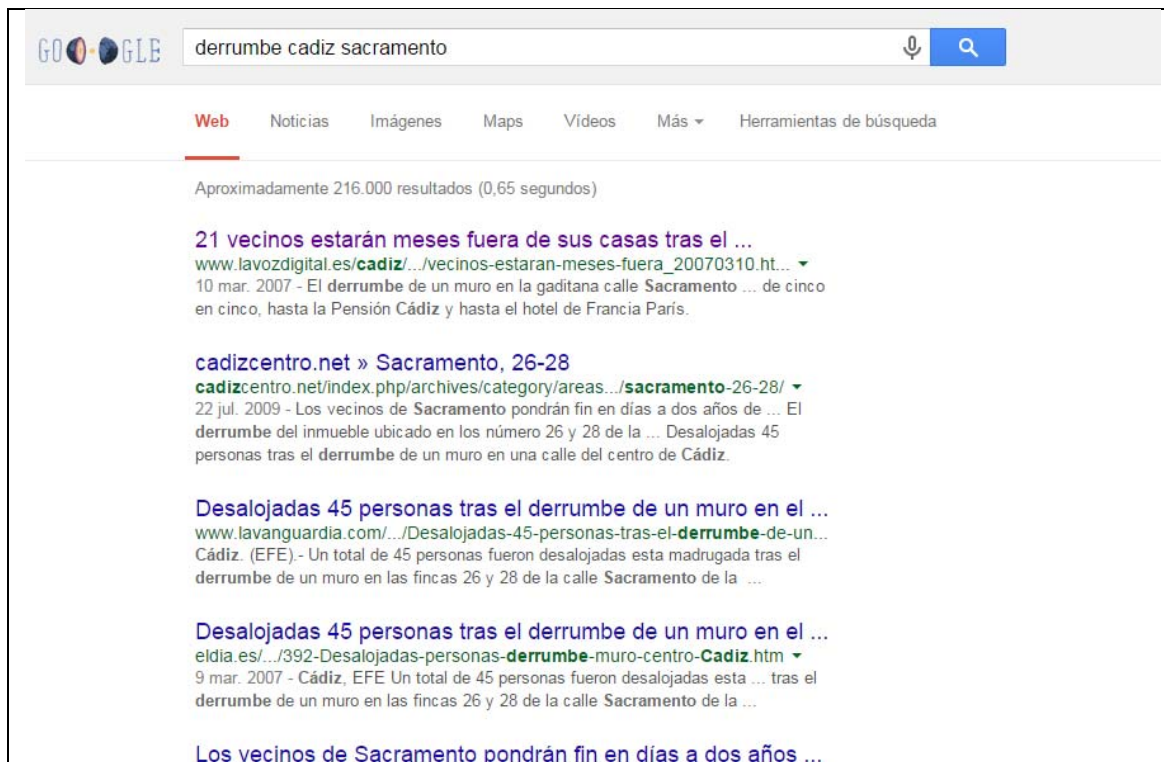 GOOGLE
derrumbe cadiz sacramento
Web Noticias Imágenes Maps Vídeos Más Herramientas de búsqueda
Aproximadamente 216.000 resultados (0,65 segundos)
21 vecinos estarán meses fuera de sus casas tras el ...
www.lavozdigital.es/cadiz/.../vecinos-estaran-meses-fuera_20070310.ht...
10 mar. 2007 - El derrumbe de un muro en la gaditana calle Sacramento ... de cinco
en cinco, hasta la Pensión Cádiz y hasta el hotel de Francia París.
cadizcentro.net » Sacramento, 26-28
cadizcentro.net/index.php/archives/category/areas.../sacramento-26-28/
22 jul. 2009 - Los vecinos de Sacramento pondrán fin en días a dos años de ... El
derrumbe del inmueble ubicado en los número 26 y 28 de la ... Desalojadas 45
personas tras el derrumbe de un muro en una calle del centro de Cádiz.
Desalojadas 45 personas tras el derrumbe de un muro en el ...
www.lavanguardia.com/.../Desalojadas-45-personas-tras-el-derrumbe-de-un...
Cádiz. (EFE).- Un total de 45 personas fueron desalojadas esta madrugada tras el
derrumbe de un muro en las fincas 26 y 28 de la calle Sacramento de la ...
Desalojadas 45 personas tras el derrumbe de un muro en el ...
eldia.es/.../392-Desalojadas-personas-derrumbe-muro-centro-Cadiz.htm
9 mar. 2007 - Cádiz, EFE Un total de 45 personas fueron desalojadas esta ... tras el
derrumbe de un muro en las fincas 26 y 28 de la calle Sacramento de la ...
Los vecinos de Sacramento pondrán fin en días a dos años ...